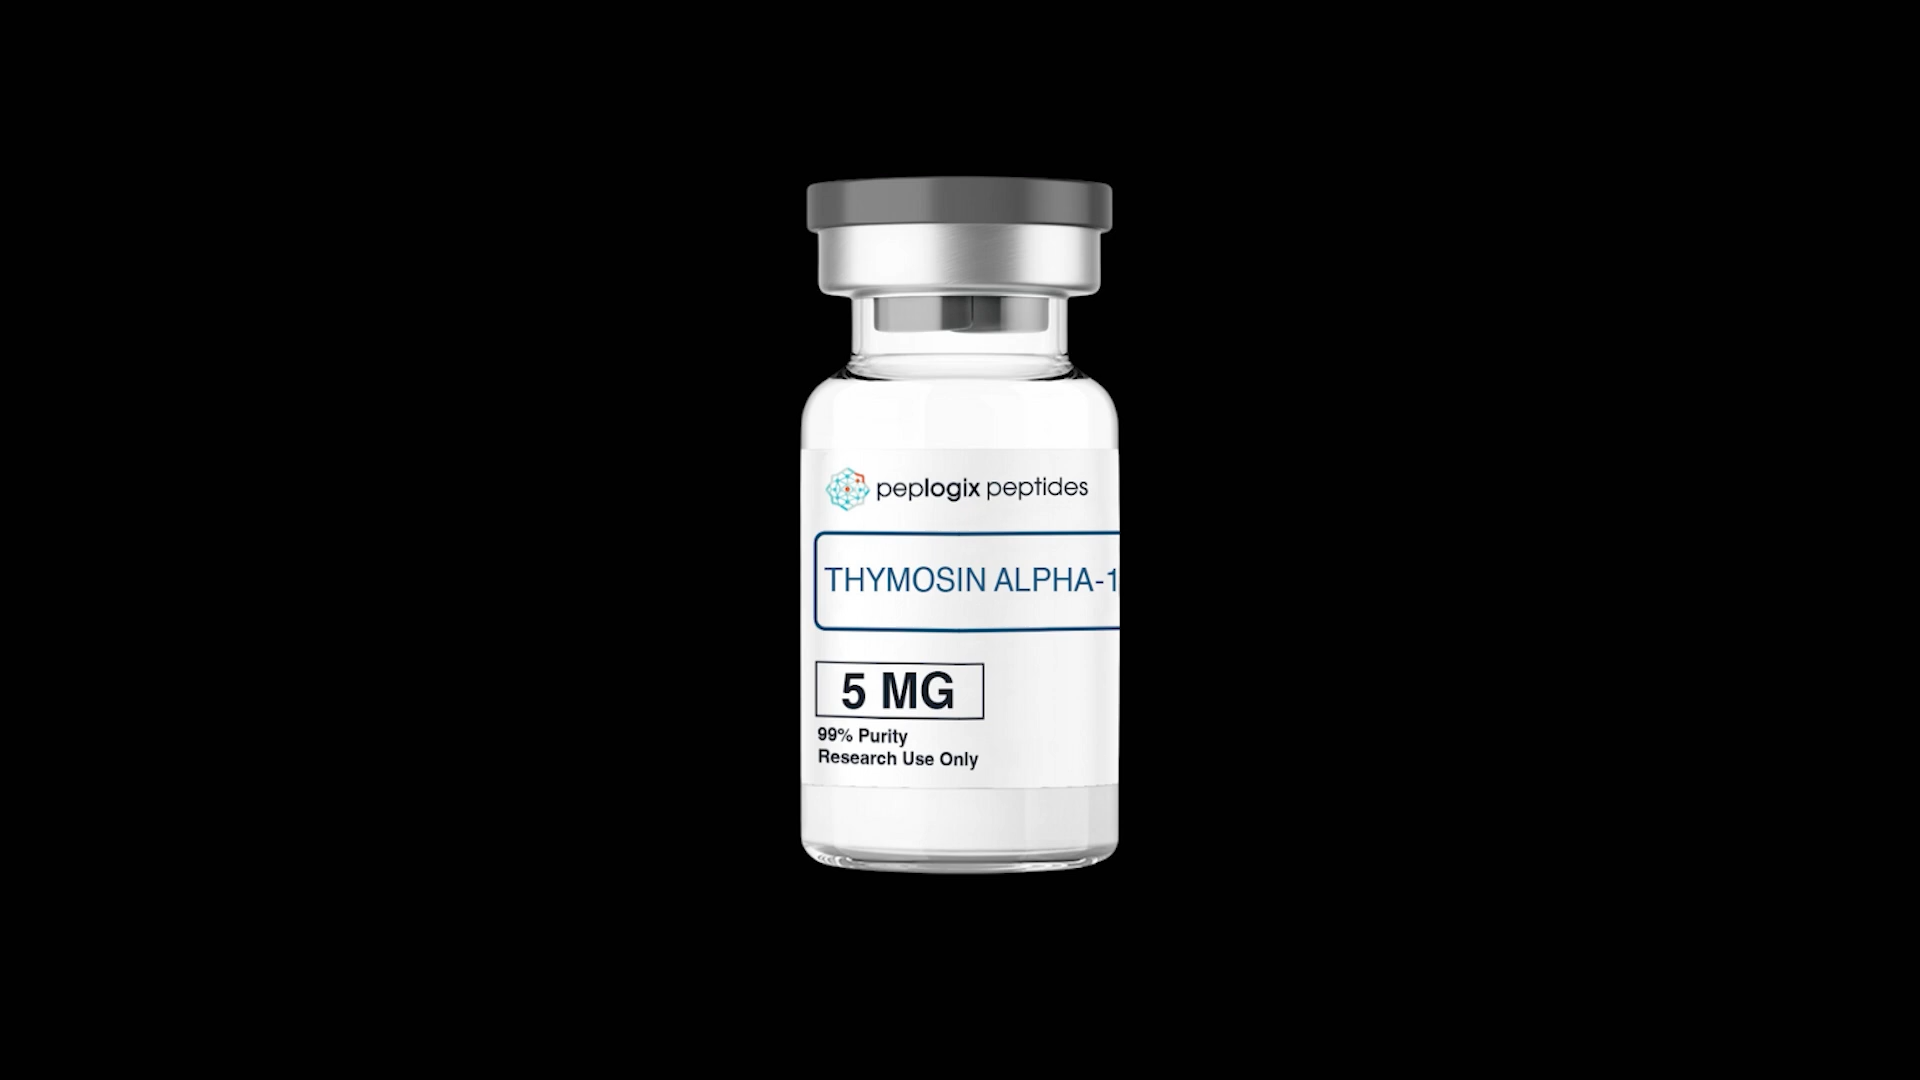 peplogix peptides
THYMOSIN ALPHA-1
5 MG
99% Purity
Research Use Only